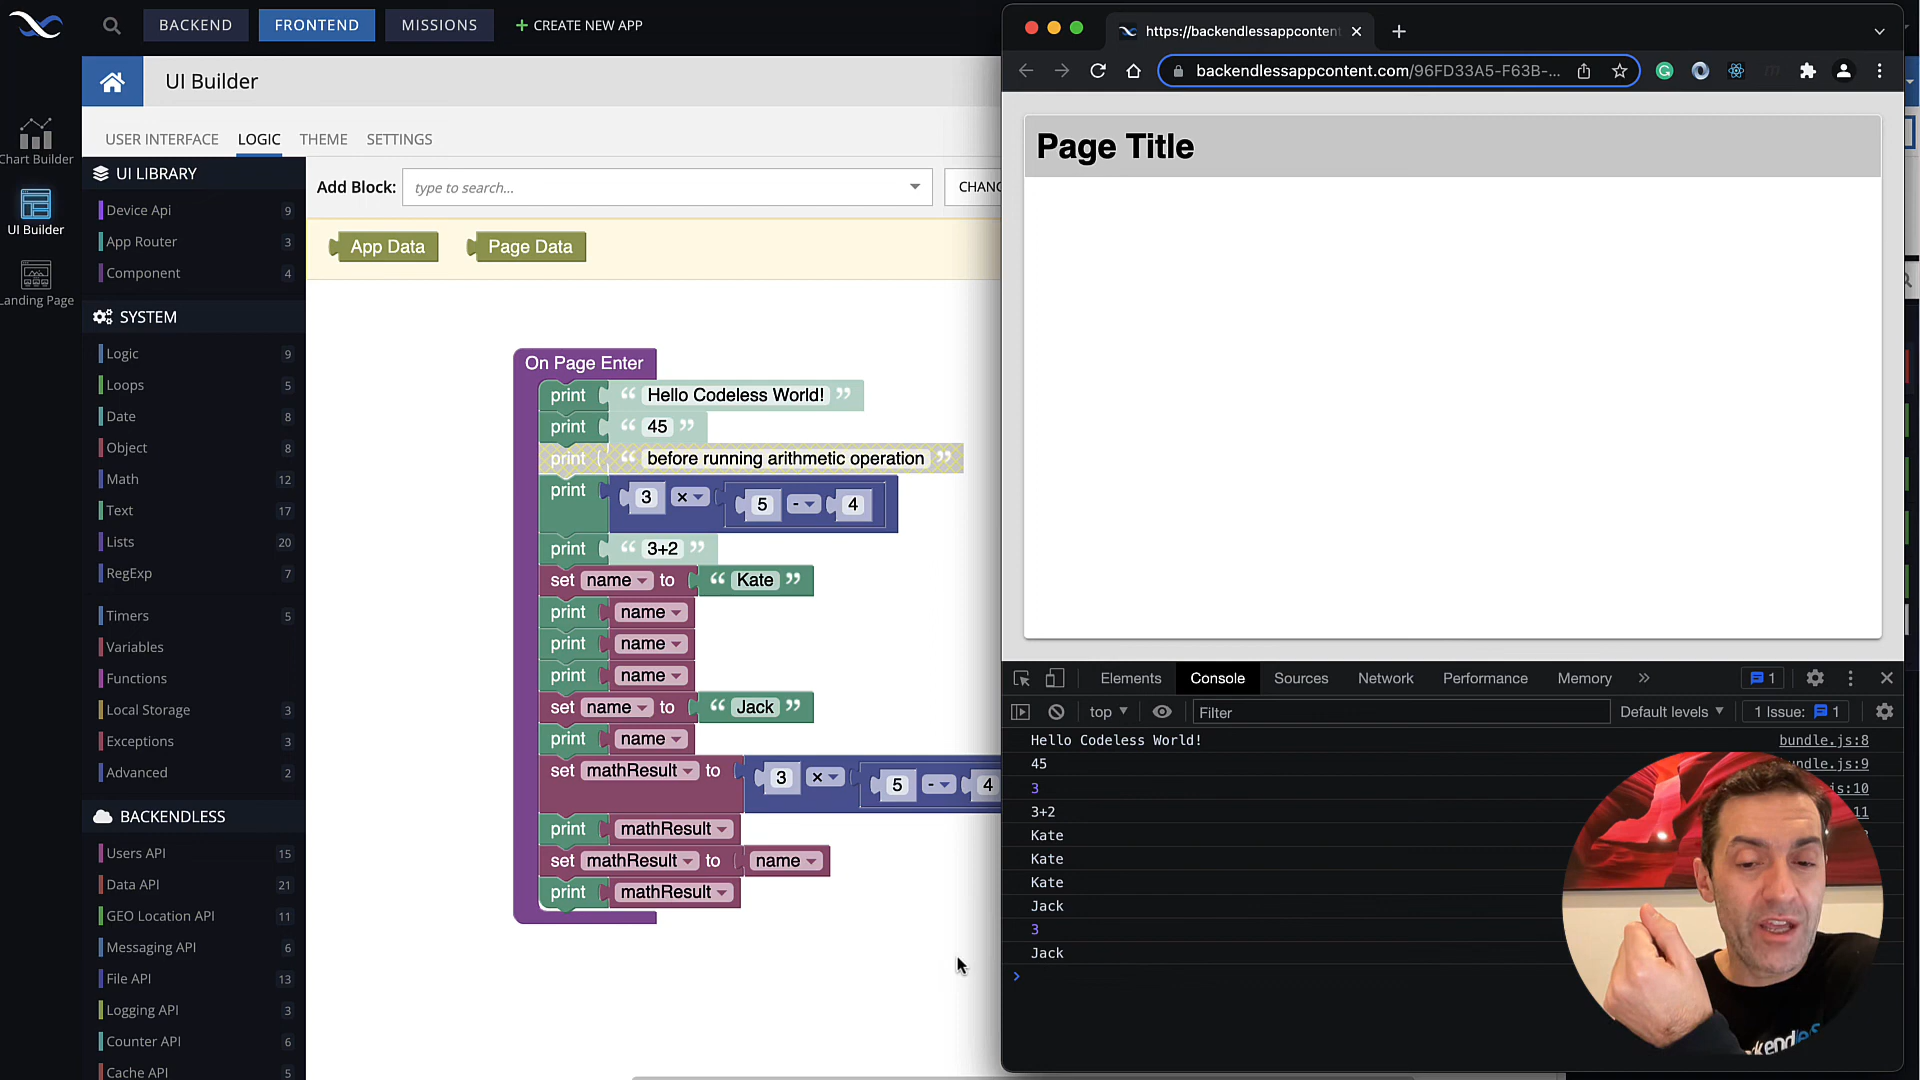 BACKEND FRONTEND MISSIONS + CREATE NEW APP
UI Builder
USER INTERFACE LOGIC THEME SETTINGS
Chart Builder
UI Builder
Landing Page
UI LIBRARY
Device Api 9
App Router 3
Component 4
SYSTEM
Logic 9
Loops 5
Date 8
Object 8
Math 12
Text 17
Lists 20
RegExp 7
Timers 5
Variables
Functions
Local Storage 3
Exceptions 3
Advanced 2
BACKENDLESS
Users API 15
Data API 21
GEO Location API 11
Messaging API 6
File API 13
Logging API 3
Counter API 6
Cache API 5
Add Block: type to search... CHANG
App Data Page Data
On Page Enter
print “ Hello Codeless World! ”
print “ 45 ”
print “ before running arithmetic operation ”
print 3 × 5 - 4
print “ 3+2 ”
set name to “ Kate ”
print name
print name
print name
set name to “ Jack ”
print name
set mathResult to 3 × 5 - 4
print mathResult
set mathResult to name
print mathResult
https://backendlessappconten
backendlessappcontent.com/96FD33A5-F63B-...
Page Title
Elements Console Sources Network Performance Memory » 1
top Filter Default levels 1 Issue: 1
Hello Codeless World! bundle.js:8
45 bundle.js:9
3 js:10
3+2 11
Kate
Kate
Kate
Jack
3
Jack